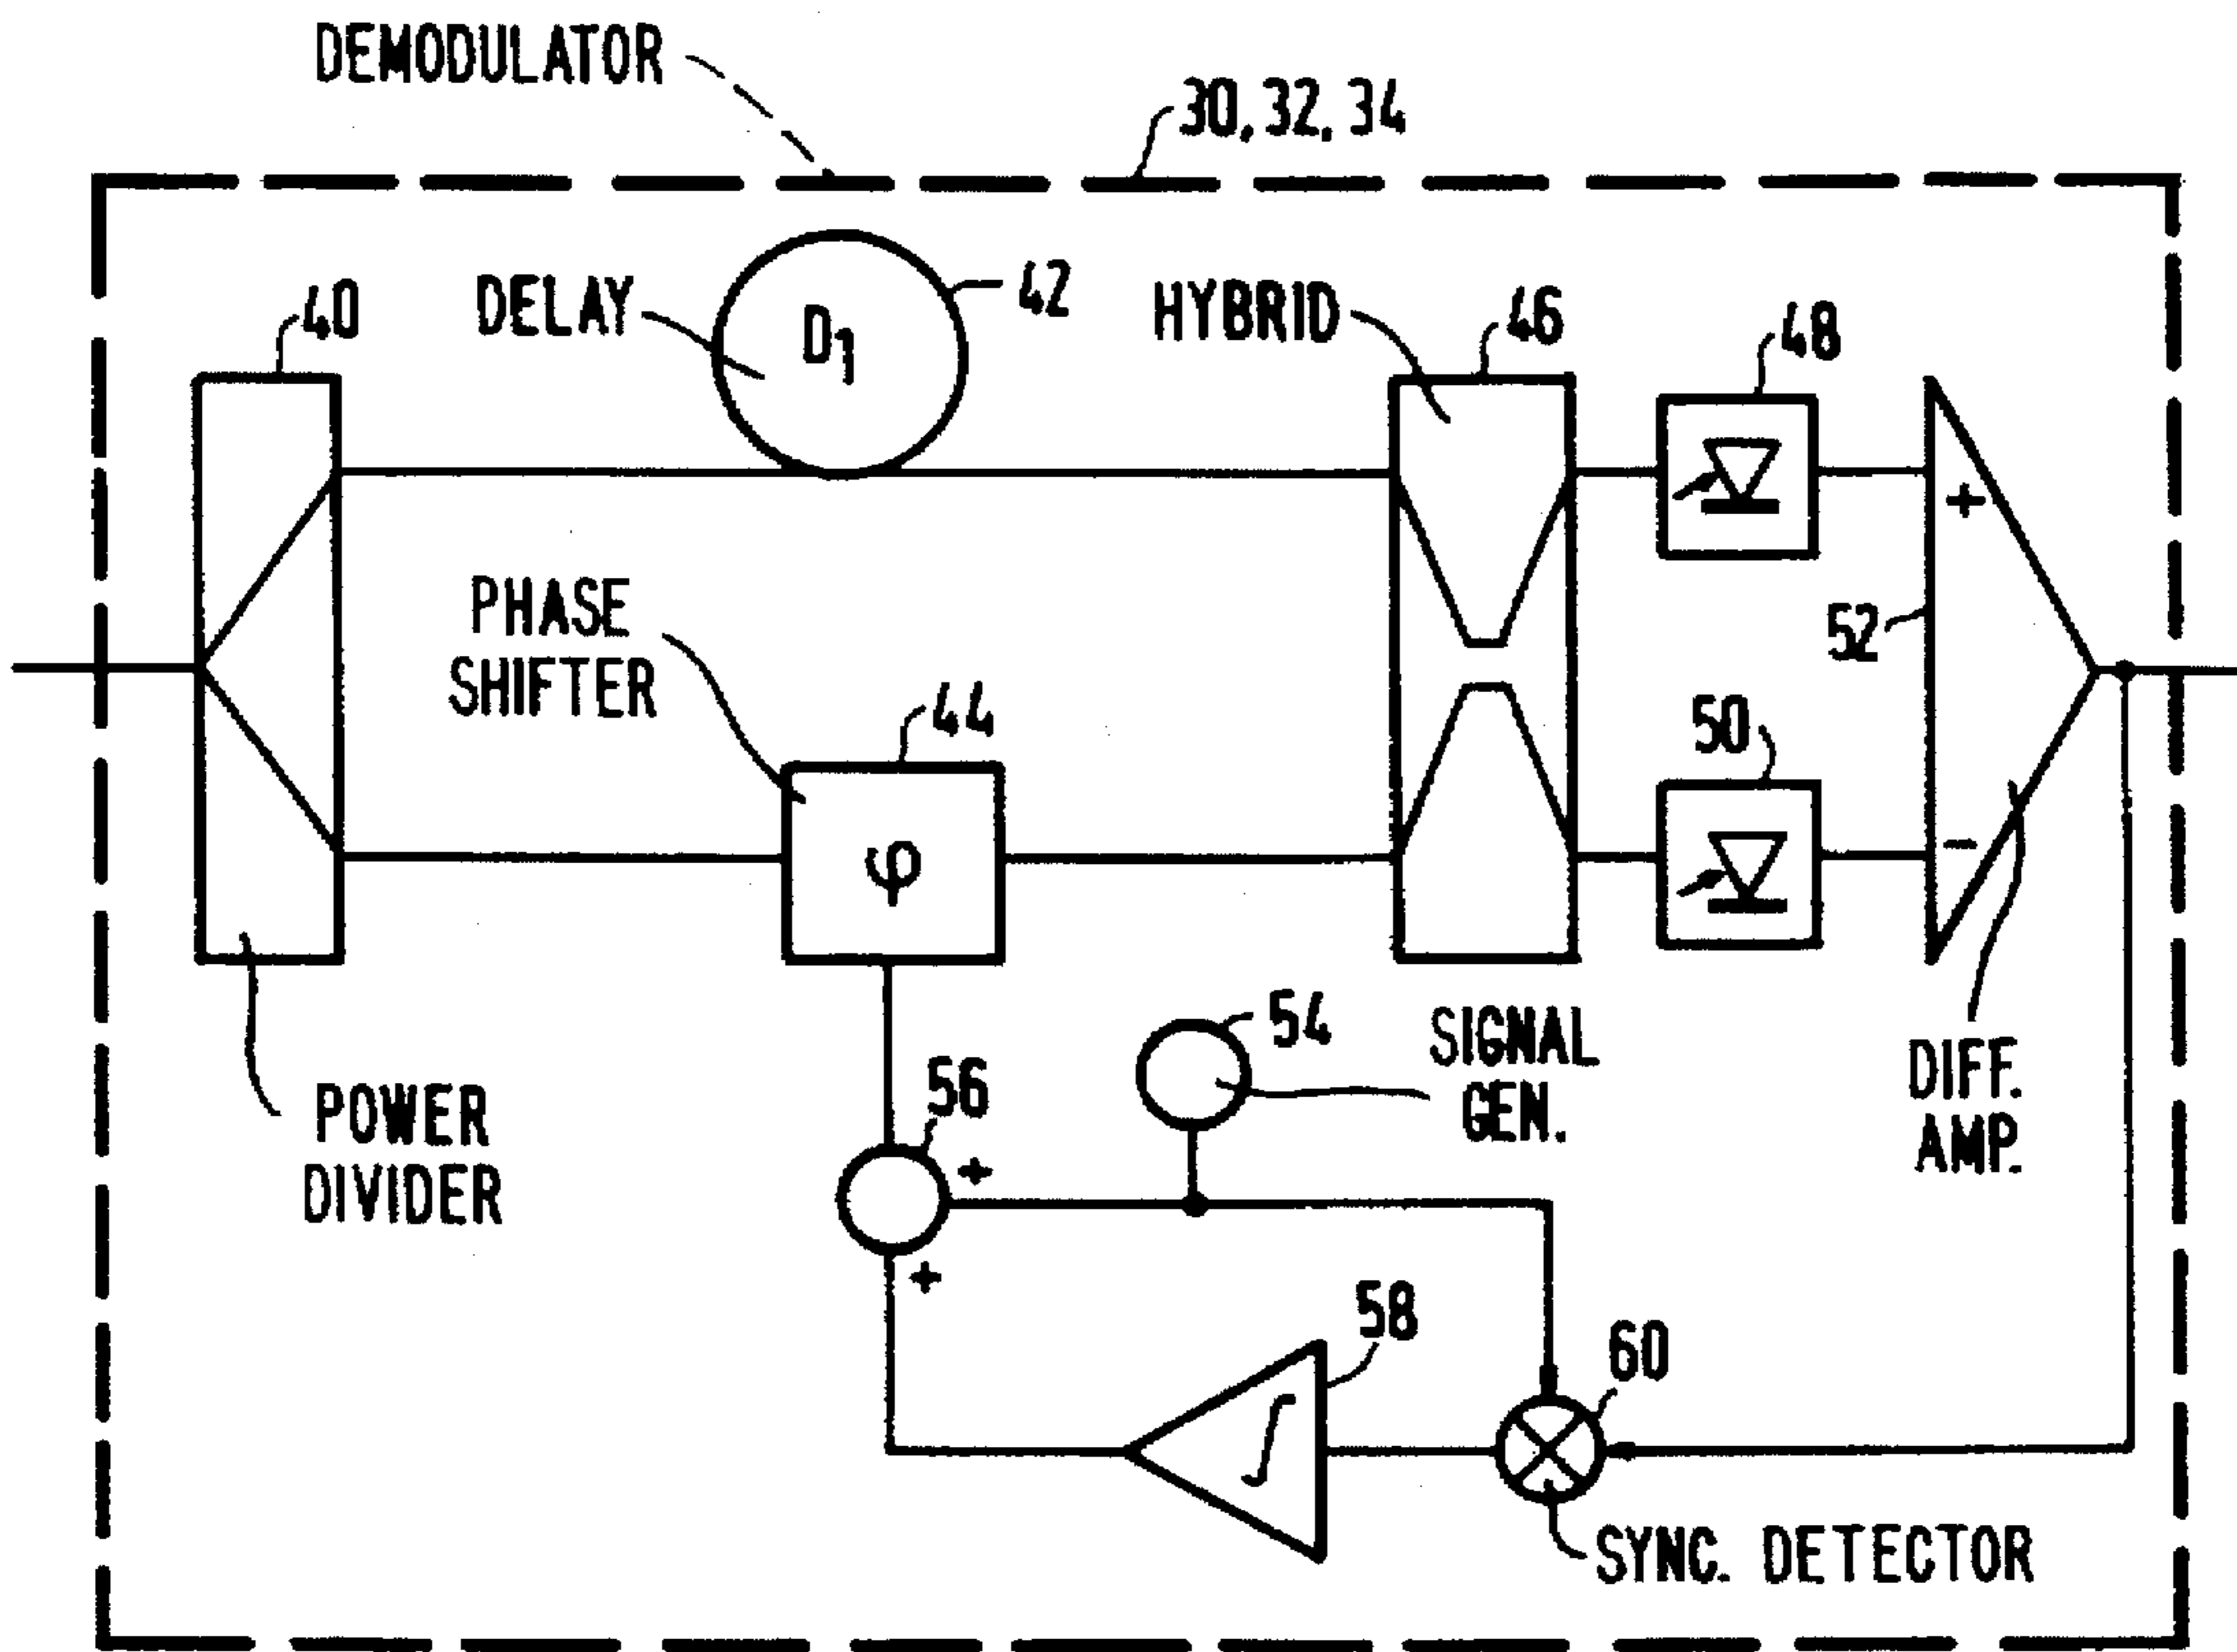 DEMODULATOR
30, 32, 34
40
DELAY
D1
42
HYBRID
46
48
PHASE
SHIFTER
44
φ
52
+
-
50
POWER
DIVIDER
56
+
+
54
SIGNAL
GEN.
DIFF.
AMP.
58
∫
60
SYNC. DETECTOR